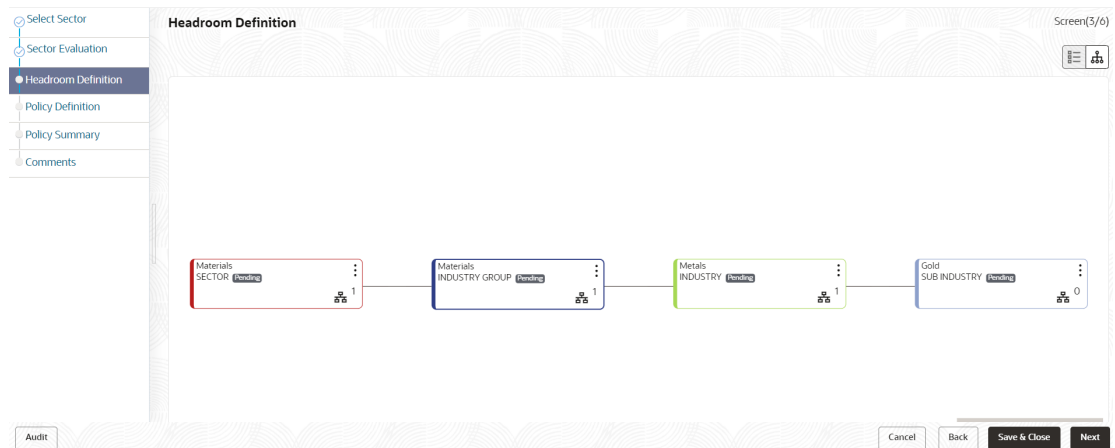 Select Sector
Sector Evaluation
Headroom Definition
Policy Definition
Policy Summary
Comments
Headroom Definition
Screen(3/6)
Materials
SECTOR Pending
1
Materials
INDUSTRY GROUP Pending
1
Metals
INDUSTRY Pending
1
Gold
SUB INDUSTRY Pending
0
Audit
Cancel
Back
Save & Close
Next